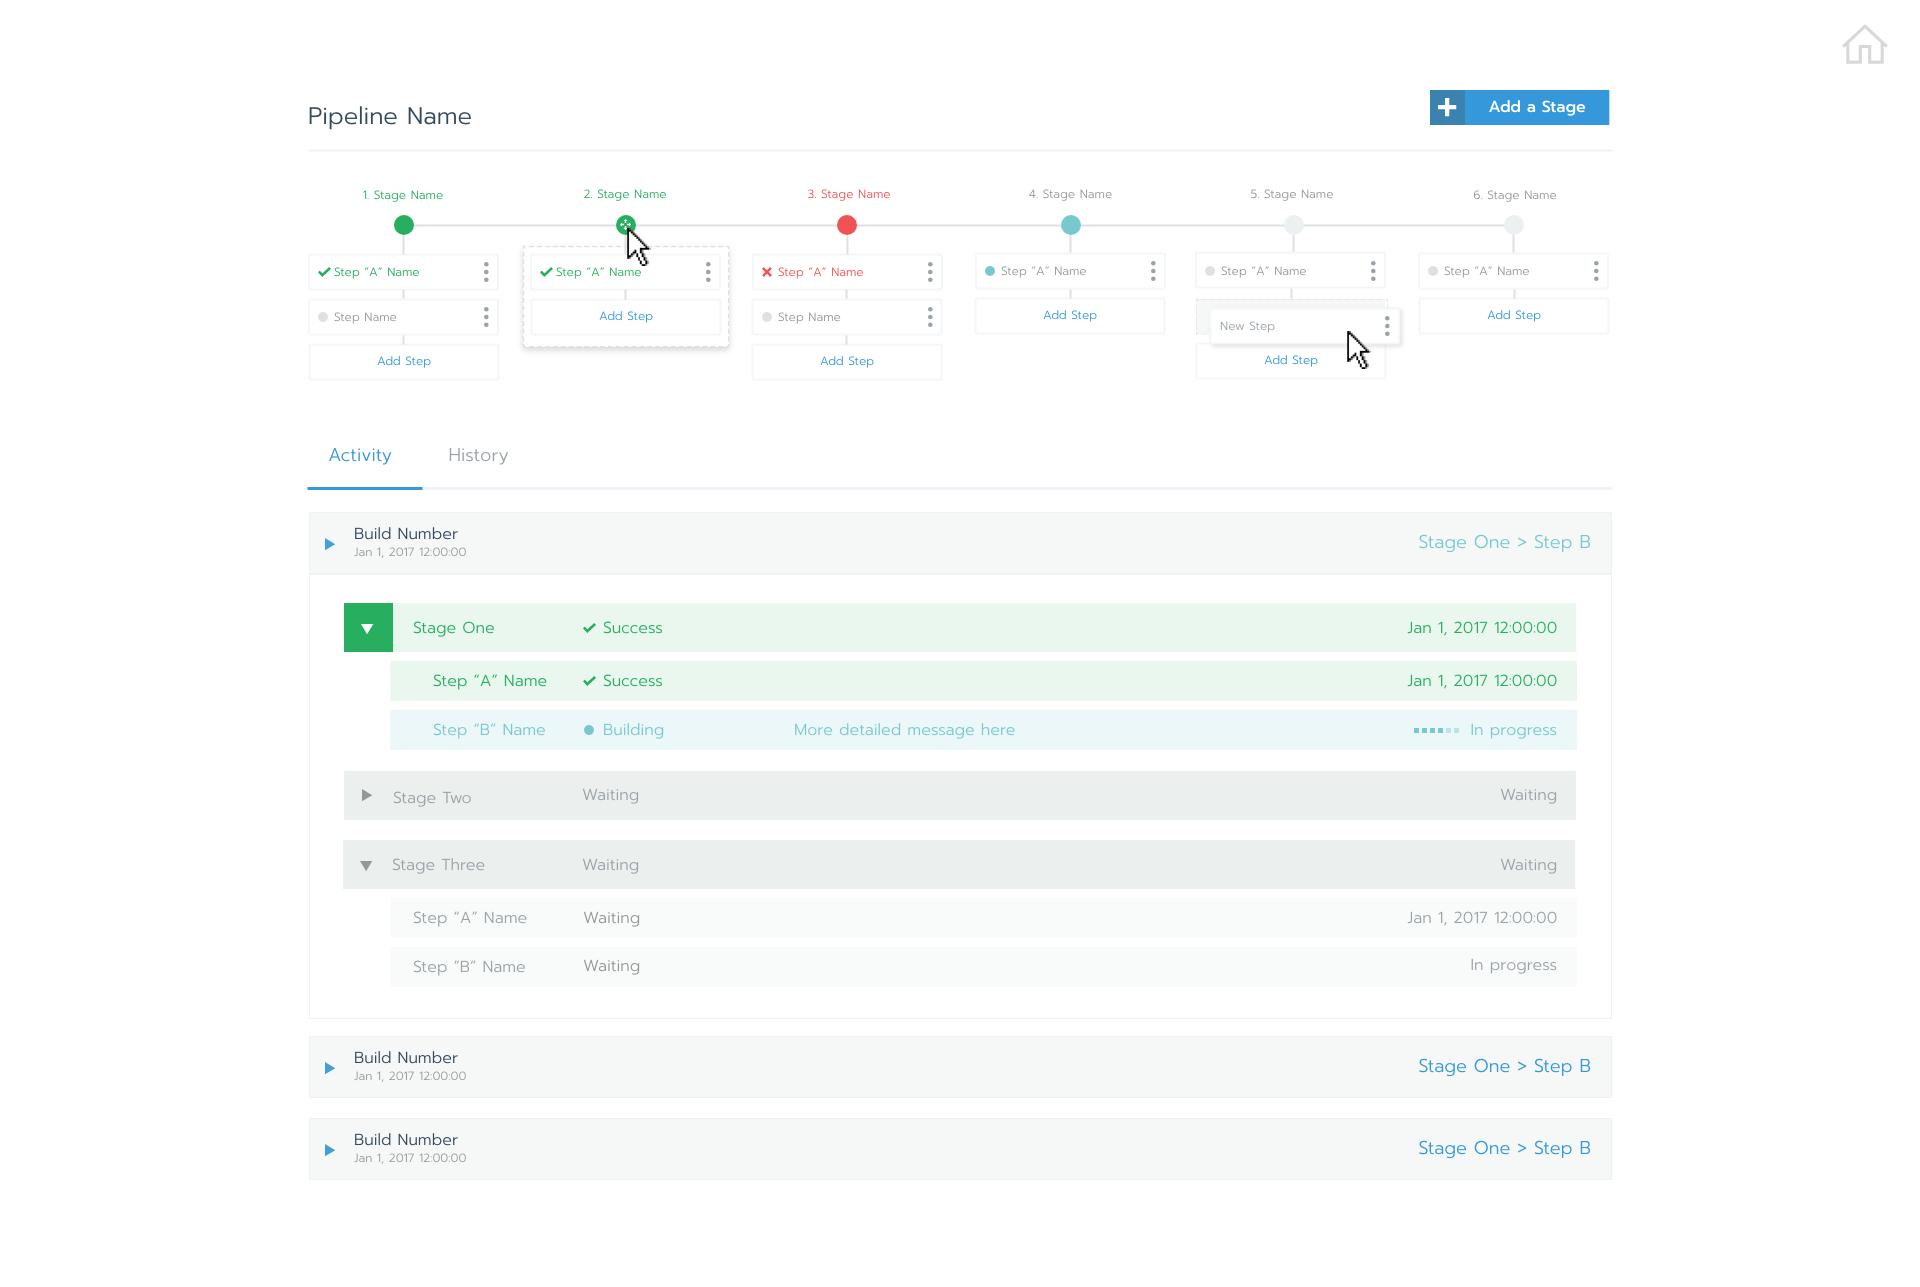 Pipeline Name
Add a Stage
1. Stage Name
2. Stage Name
3. Stage Name
4. Stage Name
5. Stage Name
6. Stage Name
Step “A” Name
Step “A” Name
Step “A” Name
Step “A” Name
Step “A” Name
Step “A” Name
Step Name
Add Step
Step Name
Add Step
New Step
Add Step
Add Step
Add Step
Add Step
Activity
History
Build Number
Jan 1, 2017 12:00:00
Stage One > Step B
Stage One
Success
Jan 1, 2017 12:00:00
Step “A” Name
Success
Jan 1, 2017 12:00:00
Step “B” Name
Building
More detailed message here
In progress
Stage Two
Waiting
Waiting
Stage Three
Waiting
Waiting
Step “A” Name
Waiting
Jan 1, 2017 12:00:00
Step “B” Name
Waiting
In progress
Build Number
Jan 1, 2017 12:00:00
Stage One > Step B
Build Number
Jan 1, 2017 12:00:00
Stage One > Step B